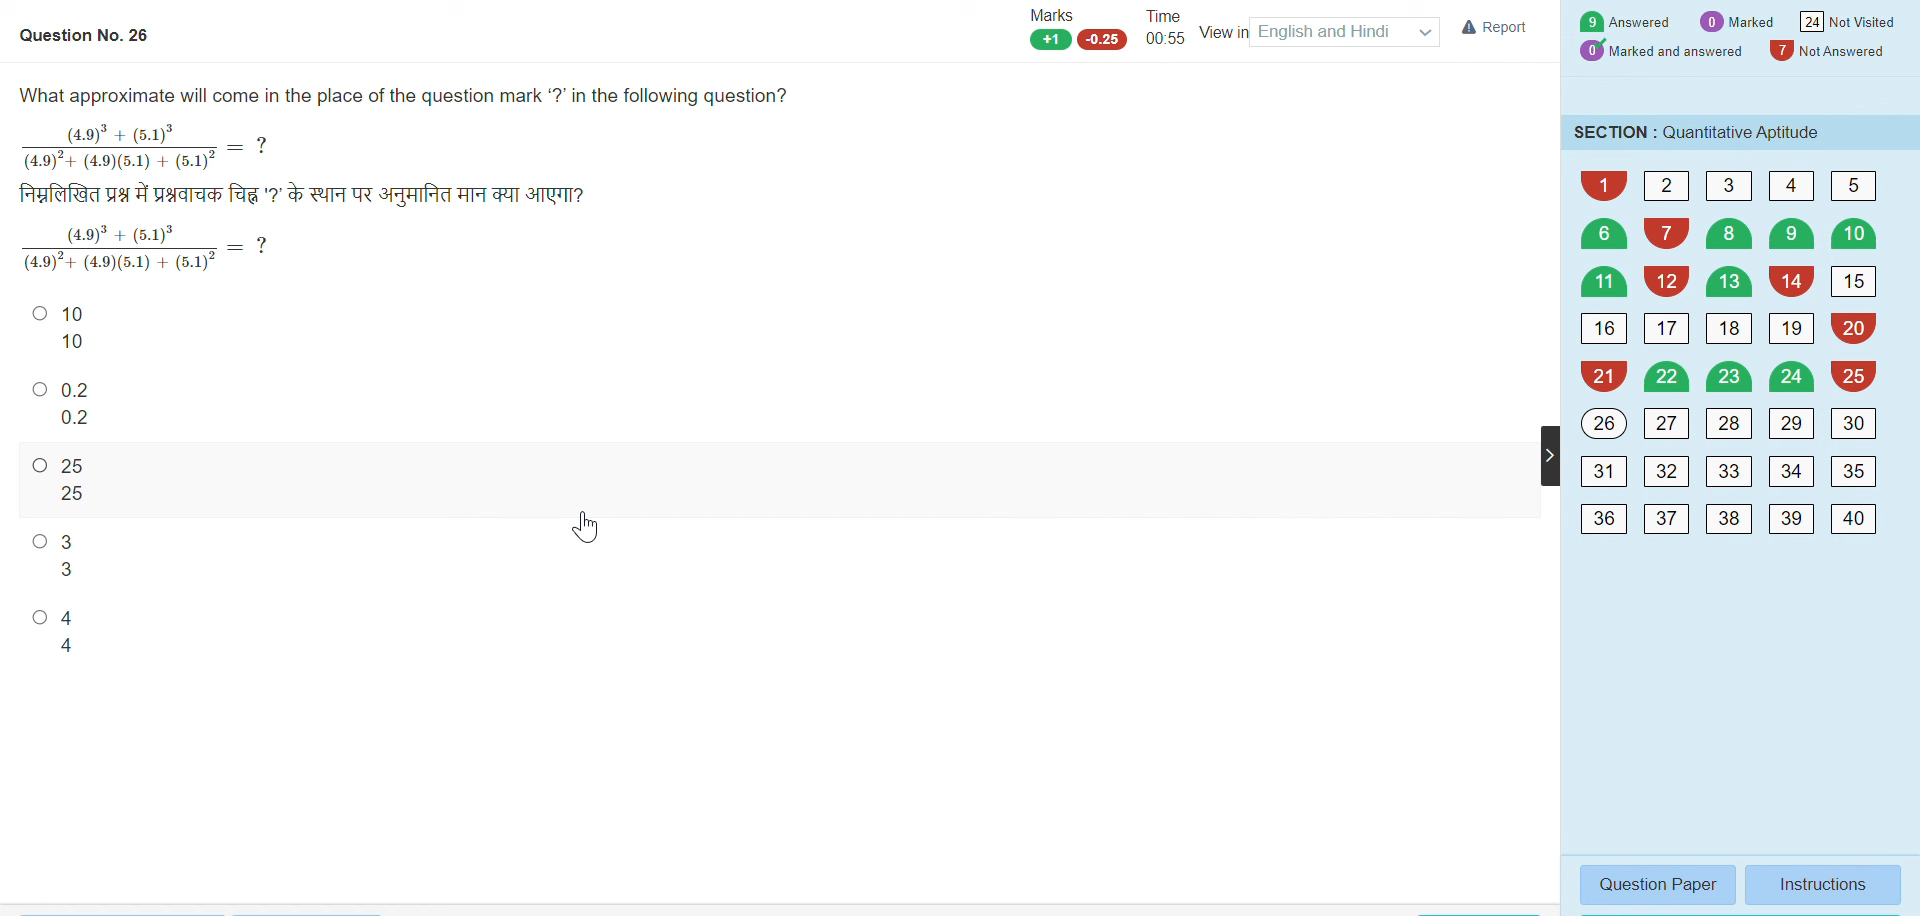 Question No. 26
Marks
+1 -0.25
Time
00:55
View in English and Hindi
Report
What approximate will come in the place of the question mark ‘?’ in the following question?
(4.9)³ + (5.1)³
(4.9)²+ (4.9)(5.1) + (5.1)² = ?
निम्नलिखित प्रश्न में प्रश्नवाचक चिह्न '?' के स्थान पर अनुमानित मान क्या आएगा?
(4.9)³ + (5.1)³
(4.9)²+ (4.9)(5.1) + (5.1)² = ?
10
10
0.2
0.2
25
25
3
3
4
4
9 Answered 0 Marked 24 Not Visited
0 Marked and answered 7 Not Answered
SECTION : Quantitative Aptitude
1 2 3 4 5
6 7 8 9 10
11 12 13 14 15
16 17 18 19 20
21 22 23 24 25
26 27 28 29 30
31 32 33 34 35
36 37 38 39 40
Question Paper Instructions